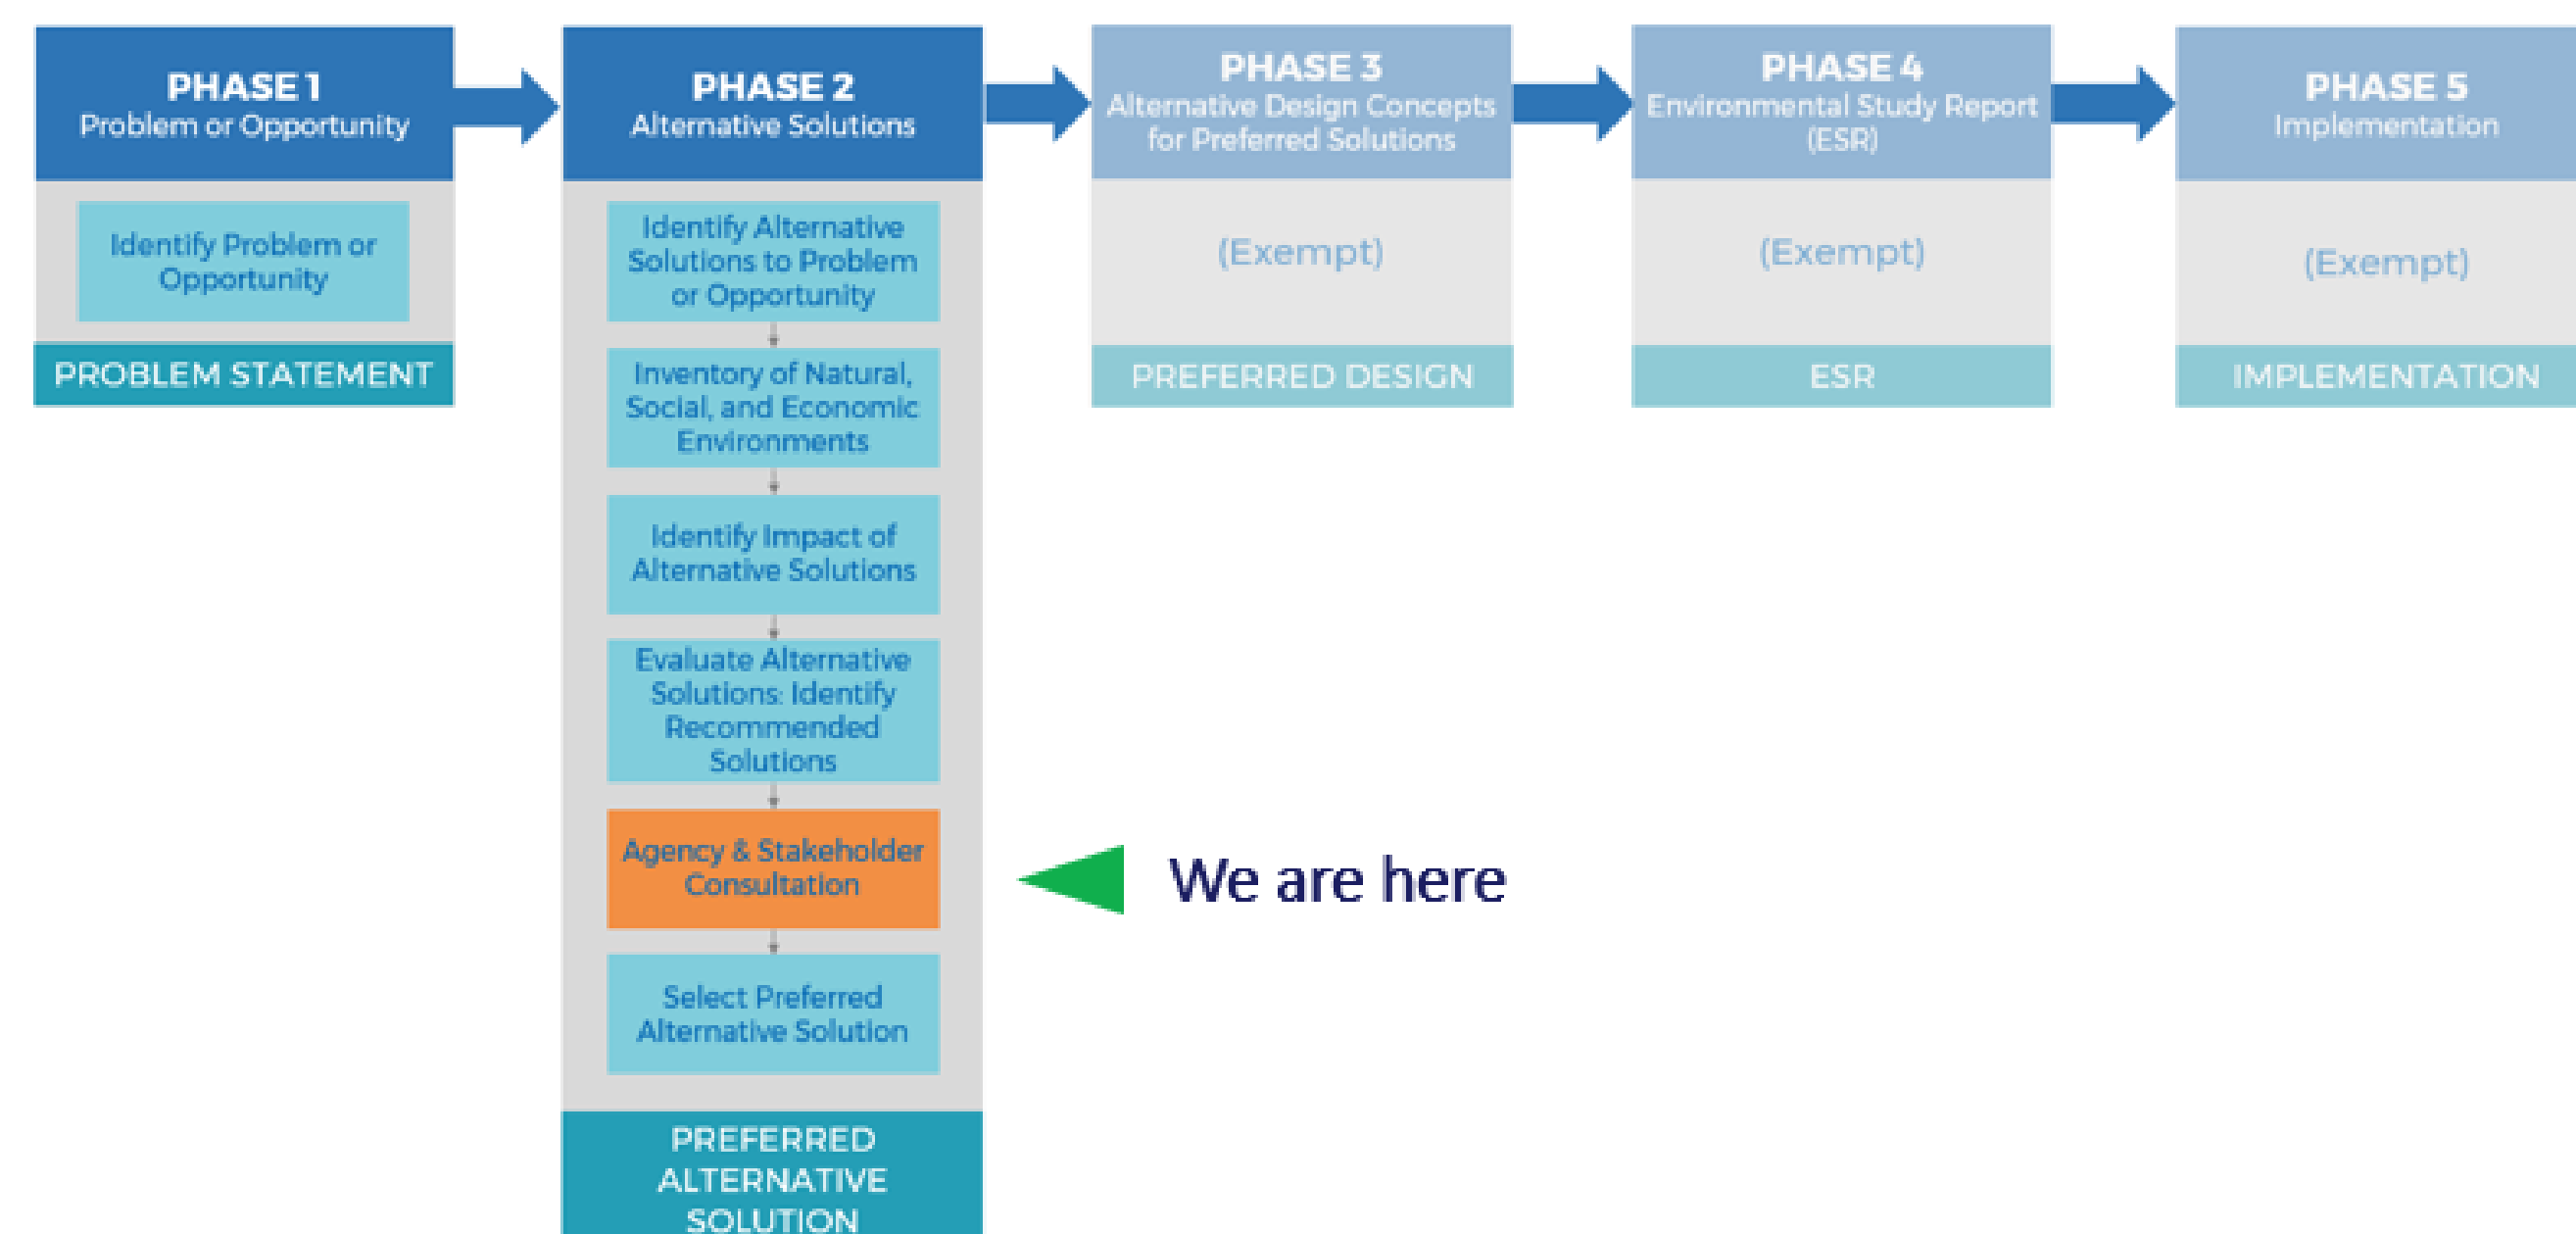 PHASE 1
Problem or Opportunity
Identify Problem or
Opportunity
PROBLEM STATEMENT
PHASE 2
Alternative Solutions
Identify Alternative
Solutions to Problem
or Opportunity
Inventory of Natural,
Social, and Economic
Environments
Identify Impact of
Alternative Solutions
Evaluate Alternative
Solutions: Identify
Recommended
Solutions
Agency & Stakeholder
Consultation
We are here
Select Preferred
Alternative Solution
PREFERRED
ALTERNATIVE
SOLUTION
PHASE 3
Alternative Design Concepts
for Preferred Solutions
(Exempt)
PREFERRED DESIGN
PHASE 4
Environmental Study Report
(ESR)
(Exempt)
ESR
PHASE 5
Implementation
(Exempt)
IMPLEMENTATION